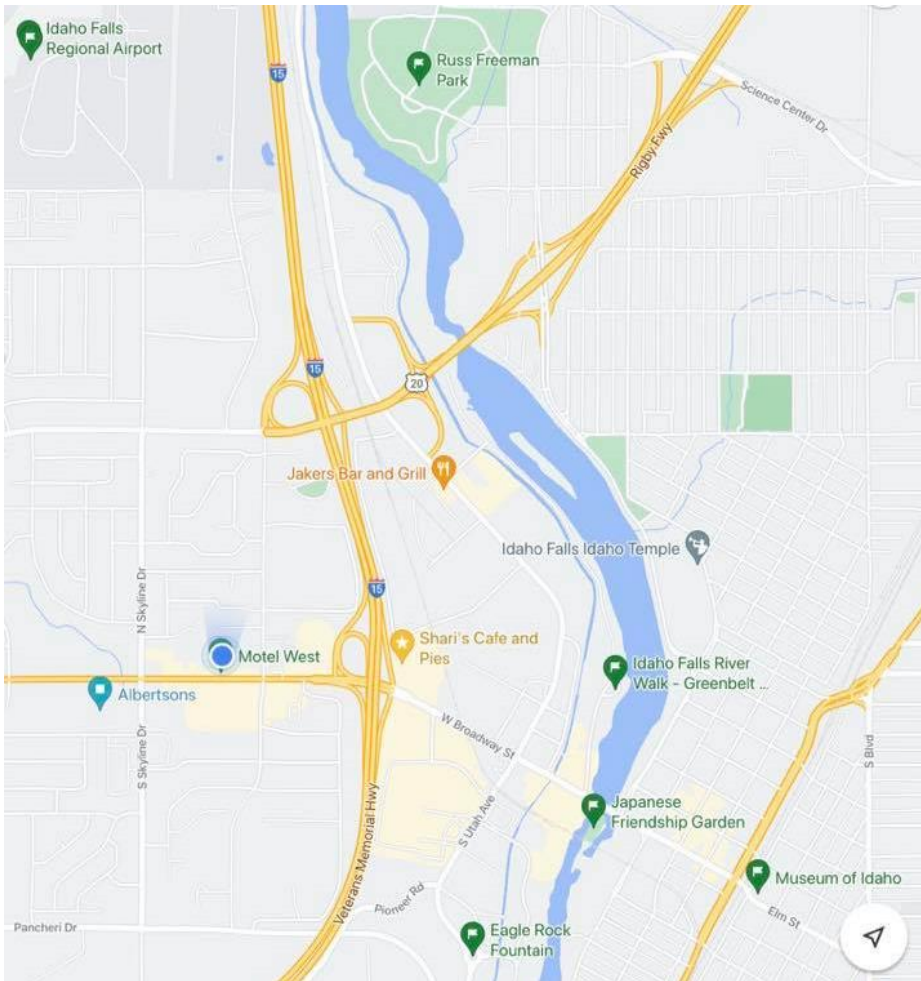 Idaho Falls
Regional Airport
15
Russ Freeman
Park
Science Center Dr
Rigby Fwy
15
20
Jakers Bar and Grill
Idaho Falls Idaho Temple
N Skyline Dr
15
Motel West
Shari's Cafe and
Pies
Idaho Falls River
Walk - Greenbelt ...
Albertsons
S Skyline Dr
W Broadway St
S Blvd
Veterans Memorial Hwy
S Utah Ave
Japanese
Friendship Garden
Museum of Idaho
Pioneer Rd
Elm St
Pancheri Dr
Eagle Rock
Fountain